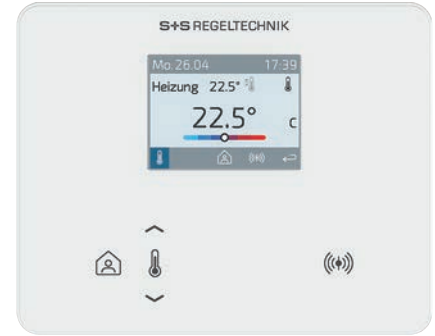 S+S REGELTECHNIK
Mo. 26.04 17:39
Heizung 22.5°
22.5° C